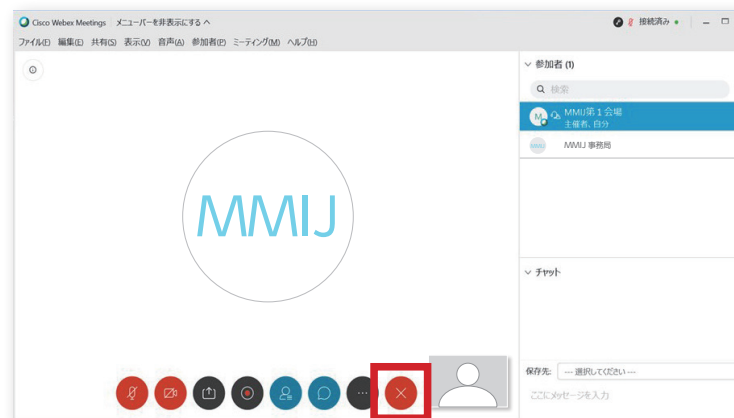 Cisco Webex Meetings メニューバーを非表示にする ヘ 接続済み
ファイル(F) 編集(E) 共有(S) 表示(V) 音声(A) 参加者(P) ミーティング(M) ヘルプ(H)
参加者 (1)
検索
M MMIJ第1会場
主催者, 自分
MMIJ MMIJ 事務局
MMIJ
チャット
保存先: --- 選択してください ---
ここにメッセージを入力